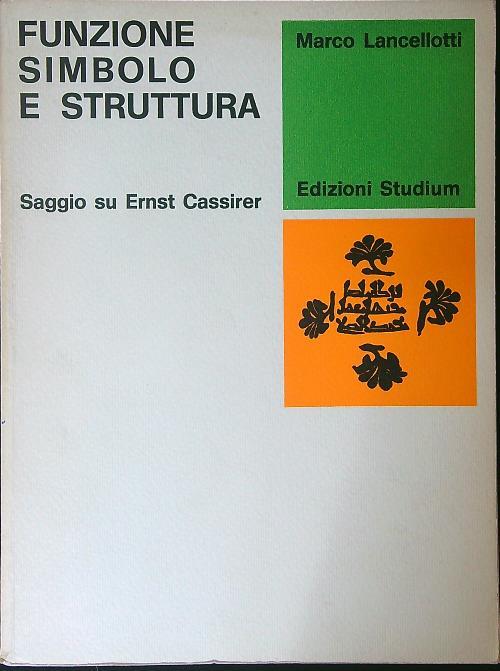 FUNZIONE
SIMBOLO
E STRUTTURA
Saggio su Ernst Cassirer
Marco Lancellotti
Edizioni Studium